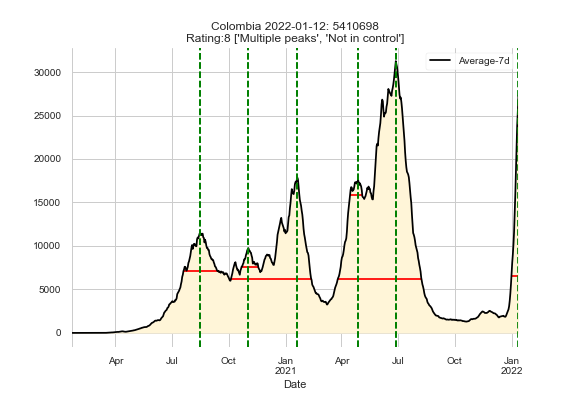 Colombia 2022-01-12: 5410698
Rating:8 ['Multiple peaks', 'Not in control']
Average-7d
30000
25000
20000
15000
10000
5000
0
Apr Jul Oct Jan Apr Jul Oct Jan
2021 2022
Date